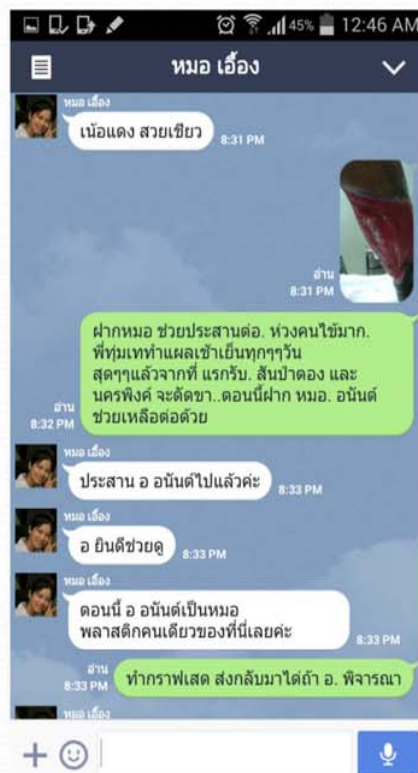 45% 12:46 AM
หมอ เอื้อง
หมอ เอื้อง
เน้อแดง สวยเชียว
8:31 PM
อ่าน
8:31 PM
ฝากหมอ ช่วยประสานต่อ. ห่วงคนไข้มาก.
พี่ทุ่มเททำแผลเช้าเย็นทุกๆๆวัน
สุดๆๆแล้วจากที่ แรกรับ. สันป่าตอง และ
นครพิงค์ จะตัดขา..ตอนนี้ฝาก หมอ. อนันต์
ช่วยเหลือต่อด้วย
อ่าน
8:32 PM
หมอ เอื้อง
ประสาน อ อนันต์ไปแล้วค่ะ
8:33 PM
หมอ เอื้อง
อ ยินดีช่วยดู
8:33 PM
หมอ เอื้อง
ตอนนี้ อ อนันต์เป็นหมอ
พลาสติกคนเดียวของที่นี่เลยค่ะ
8:33 PM
อ่าน
8:33 PM
ทำกราฟเสด ส่งกลับมาได่ถ้า อ. พิจารณา
หมอ เอื้อง